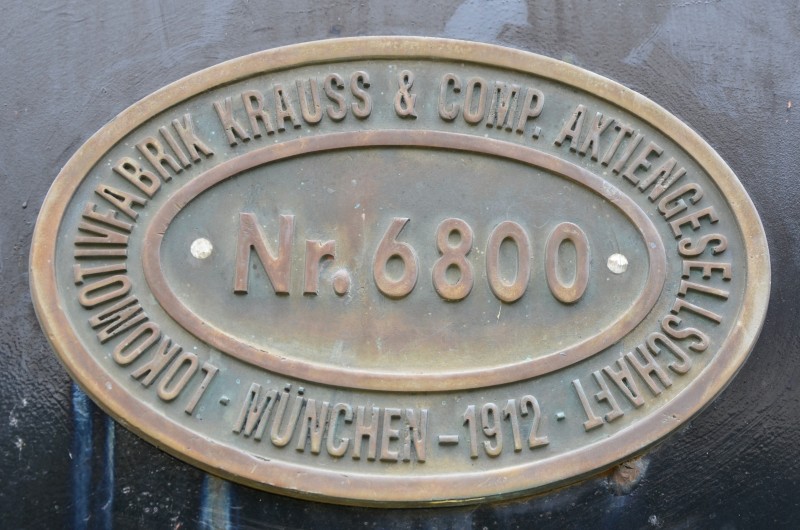 LOKOMOTIVFABRIK KRAUSS & COMP. AKTIENGESELLSCHAFT
Nr. 6800
· MÜNCHEN – 1912 ·